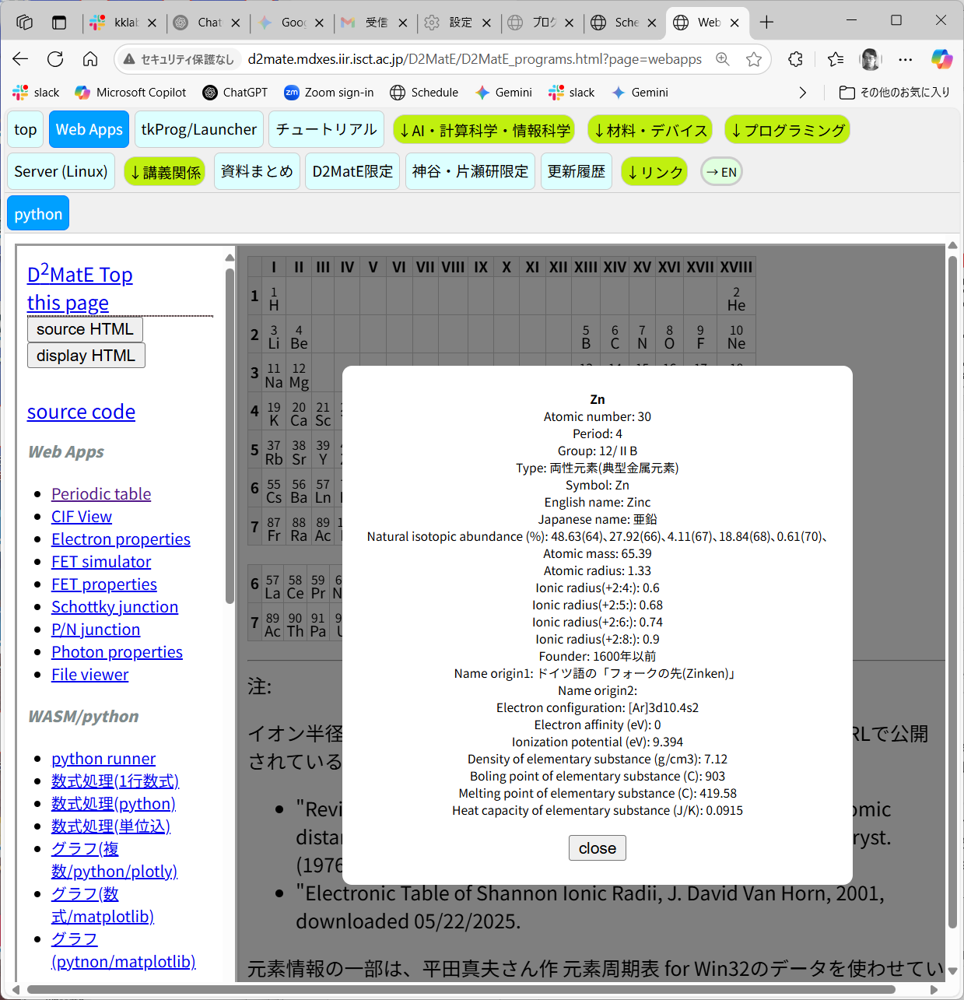 kklab
Chat
Goog
受信
設定
プログ
Sche
Web
セキュリティ保護なし
d2mate.mdxes.iir.isct.ac.jp/D2MatE/D2MatE_programs.html?page=webapps
slack
Microsoft Copilot
ChatGPT
zm Zoom sign-in
Schedule
Gemini
slack
Gemini
その他のお気に入り
top
Web Apps
tkProg/Launcher
チュートリアル
↓AI・計算科学・情報科学
↓材料・デバイス
↓プログラミング
Server (Linux)
↓講義関係
資料まとめ
D2MatE限定
神谷・片瀬研限定
更新履歴
↓リンク
→ EN
python
D2MatE Top
this page
source HTML
display HTML
source code
Web Apps
Periodic table
CIF View
Electron properties
FET simulator
FET properties
Schottky junction
P/N junction
Photon properties
File viewer
WASM/python
python runner
数式処理(1行数式)
数式処理(python)
数式処理(単位込)
グラフ(複
数/python/plotly)
グラフ(数
式/matplotlib)
グラフ
(pytnon/matplotlib)
I II III IV V VI VII VIII IX X XI XII XIII XIV XV XVI XVII XVIII
1 1 2
H He
2 3 4 5 6 7 8 9 10
Li Be B C N O F Ne
3 11 12
Na Mg
4 19 20 21
K Ca Sc
5 37 38 39
Rb Sr Y
6 55 56 57
Cs Ba Ln
7 87 88 89
Fr Ra Ac
6 57 58 59
La Ce Pr
7 89 90 91
Ac Th Pa
Zn
Atomic number: 30
Period: 4
Group: 12/ⅡB
Type: 両性元素(典型金属元素)
Symbol: Zn
English name: Zinc
Japanese name: 亜鉛
Natural isotopic abundance (%): 48.63(64)、27.92(66)、4.11(67)、18.84(68)、0.61(70)、
Atomic mass: 65.39
Atomic radius: 1.33
Ionic radius(+2:4:): 0.6
Ionic radius(+2:5:): 0.68
Ionic radius(+2:6:): 0.74
Ionic radius(+2:8:): 0.9
Founder: 1600年以前
Name origin1: ドイツ語の「フォークの先(Zinken)」
Name origin2:
Electron configuration: [Ar]3d10.4s2
Electron affinity (eV): 0
Ionization potential (eV): 9.394
Density of elementary substance (g/cm3): 7.12
Boling point of elementary substance (C): 903
Melting point of elementary substance (C): 419.58
Heat capacity of elementary substance (J/K): 0.0915
close
注:
イオン半径 RLで公開
されている
"Revi omic
distan ryst.
(1976
"Electronic Table of Shannon Ionic Radii, J. David Van Horn, 2001,
downloaded 05/22/2025.
元素情報の一部は、平田真夫さん作 元素周期表 for Win32のデータを使わせてい